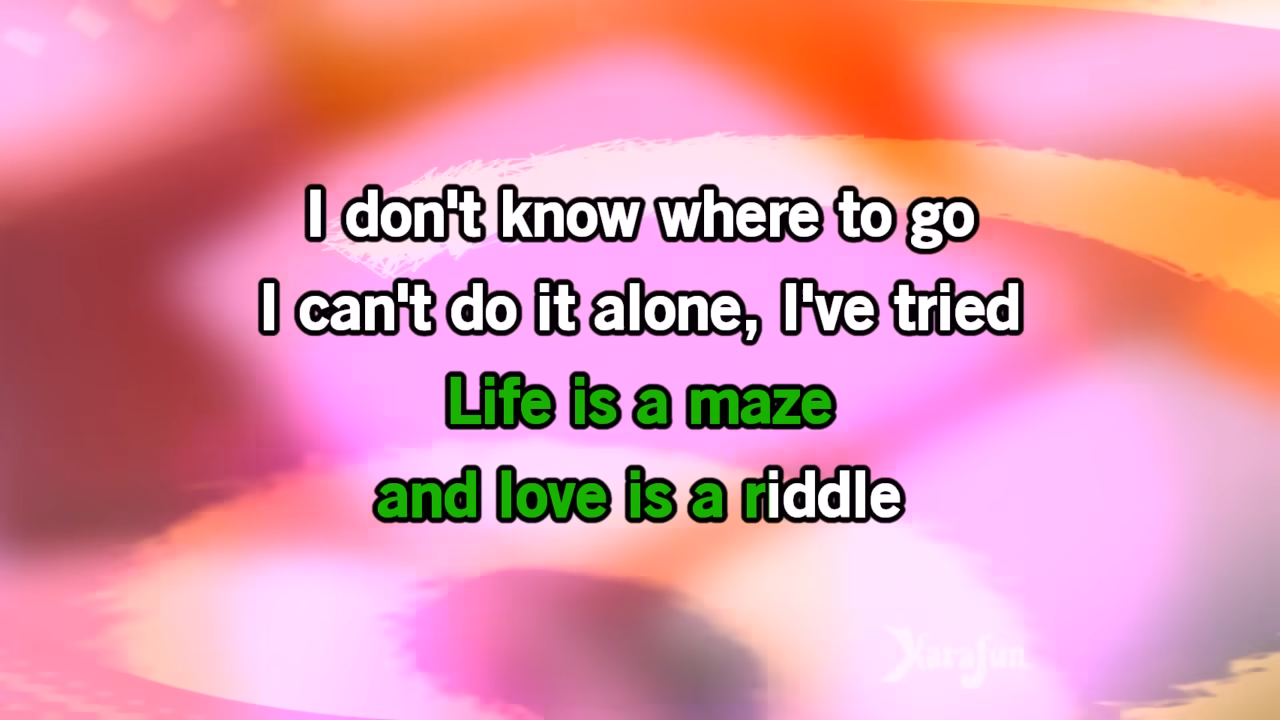 I don't know where to go
I can't do it alone, I've tried
Life is a maze
and love is a riddle
Karafun